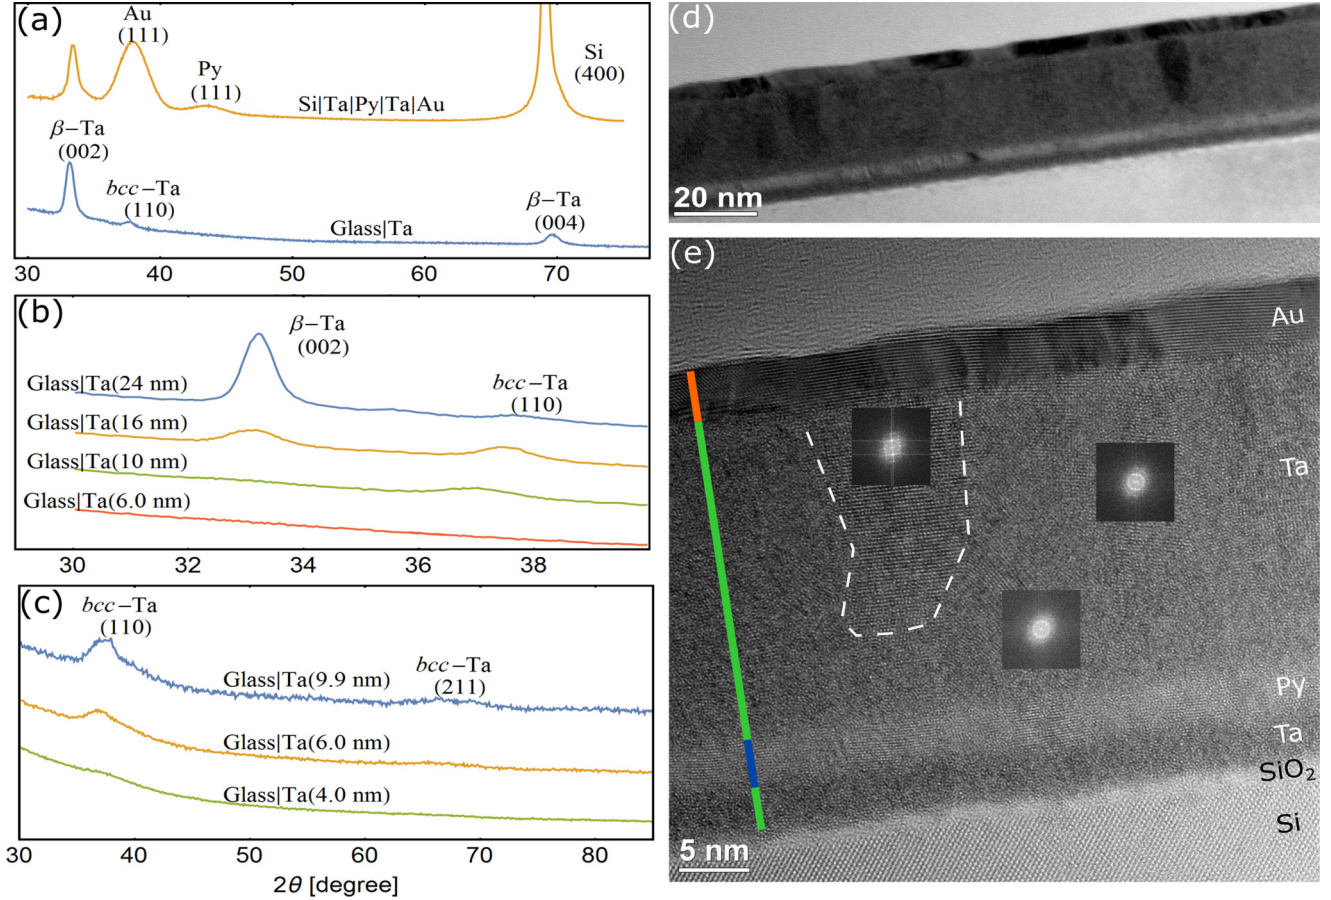 (a)
Au
(111)
Py
(111)
Si
(400)
Si|Ta|Py|Ta|Au
β−Ta
(002)
bcc−Ta
(110)
Glass|Ta
β−Ta
(004)
30 40 50 60 70
(b)
β−Ta
(002)
Glass|Ta(24 nm)
bcc−Ta
(110)
Glass|Ta(16 nm)
Glass|Ta(10 nm)
Glass|Ta(6.0 nm)
30 32 34 36 38
(c)
bcc−Ta
(110)
Glass|Ta(9.9 nm)
bcc−Ta
(211)
Glass|Ta(6.0 nm)
Glass|Ta(4.0 nm)
30 40 50 60 70 80
2θ [degree]
(d)
20 nm
(e)
Au
Ta
Py
Ta
SiO₂
Si
5 nm